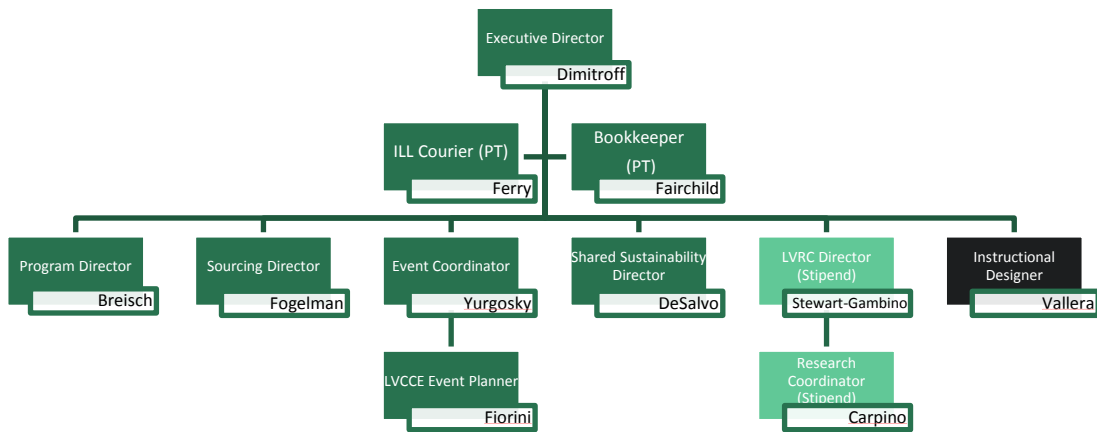 Executive Director
Dimitroff
ILL Courier (PT)
Ferry
Bookkeeper
(PT)
Fairchild
Program Director
Breisch
Sourcing Director
Fogelman
Event Coordinator
Yurgosky
Shared Sustainability
Director
DeSalvo
LVRC Director
(Stipend)
Stewart-Gambino
Instructional
Designer
Vallera
LVCCE Event Planner
Fiorini
Research
Coordinator
(Stipend)
Carpino